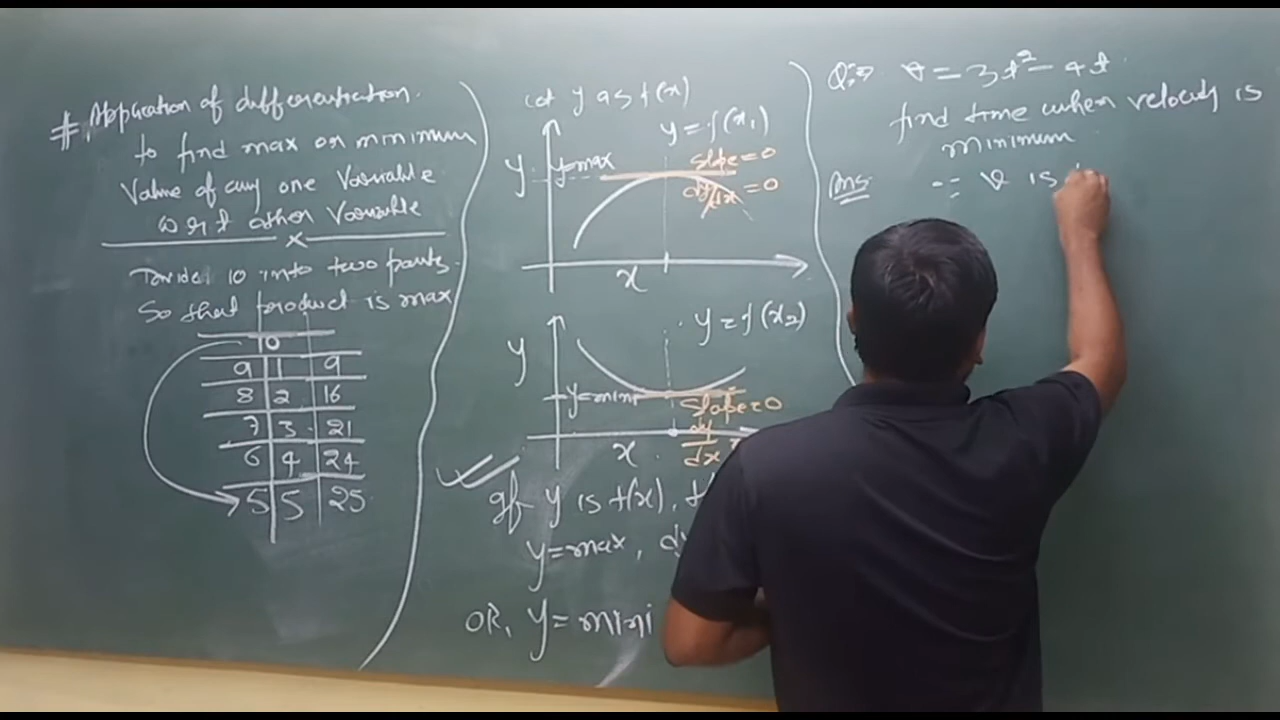 #. Application of differentiation.
to find max or minimum
Value of any one Variable
w r t other Variable
x
Divide 10 into two parts.
So that product is max
10
9 1 9
8 2 16
7 3 21
6 4 24
5 5 25
Let y as f(x)
y = f(x₁)
y y=max slope=0
dy/dx = 0
x
y = f(x₂)
y
y=mini slope=0
dy/dx
x
If y is f(x),
y=max,
OR, y = mini
Q:→ v = 3t² - 4t.
find time when velocity is
minimum
Ans: ∵ v is